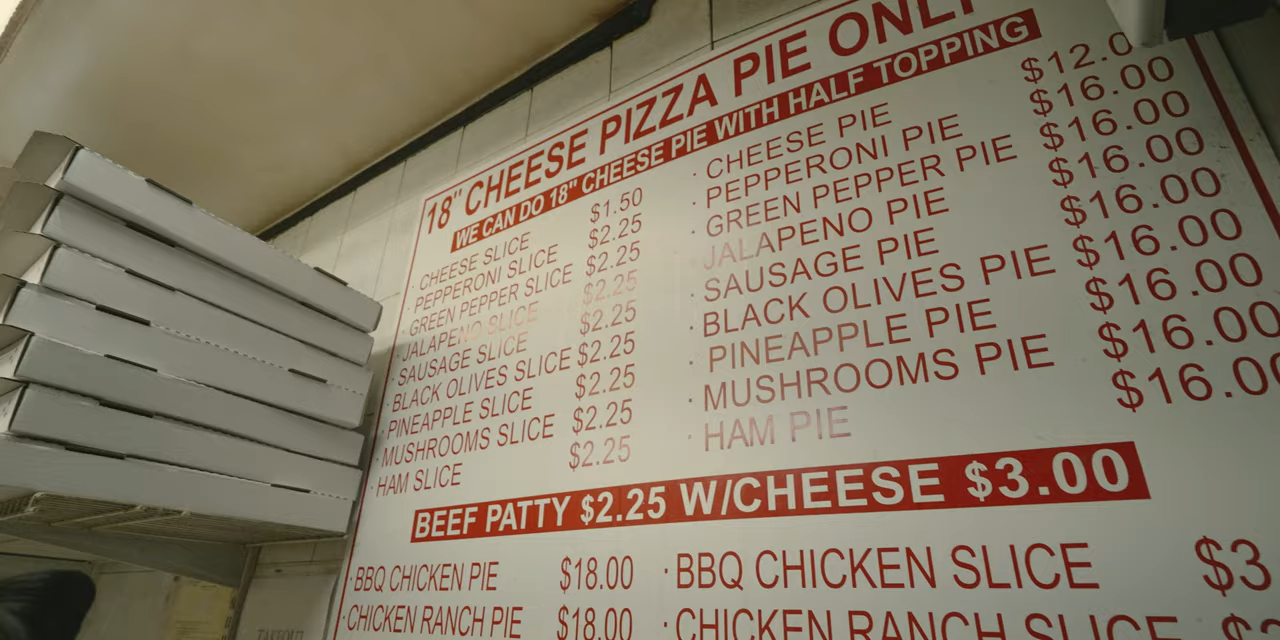 18" CHEESE PIZZA PIE ONLY
WE CAN DO 18" CHEESE PIE WITH HALF TOPPING
· CHEESE SLICE $1.50
· PEPPERONI SLICE $2.25
· GREEN PEPPER SLICE $2.25
· JALAPENO SLICE $2.25
· SAUSAGE SLICE $2.25
· BLACK OLIVES SLICE $2.25
· PINEAPPLE SLICE $2.25
· MUSHROOMS SLICE $2.25
· HAM SLICE $2.25
· CHEESE PIE $12.0
· PEPPERONI PIE $16.00
· GREEN PEPPER PIE $16.00
· JALAPENO PIE $16.00
· SAUSAGE PIE $16.00
· BLACK OLIVES PIE $16.00
· PINEAPPLE PIE $16.00
· MUSHROOMS PIE $16.00
· HAM PIE $16.00
BEEF PATTY $2.25 W/CHEESE $3.00
· BBQ CHICKEN PIE $18.00
· CHICKEN RANCH PIE $18.00
· BBQ CHICKEN SLICE $3
· CHICKEN RANCH SLICE $3